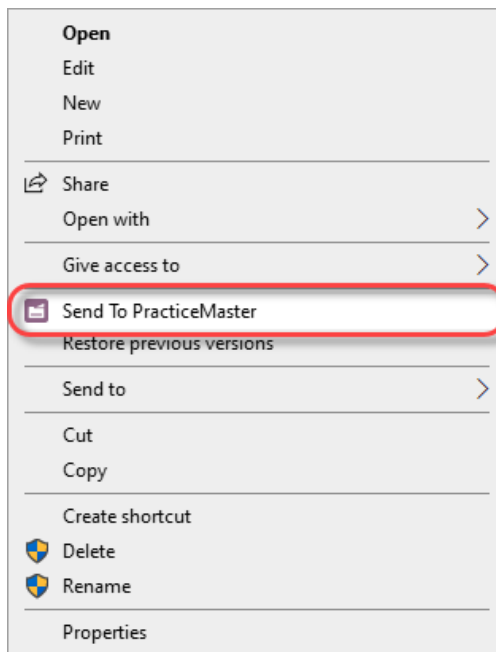 Open
Edit
New
Print
Share
Open with
Give access to
Send To PracticeMaster
Restore previous versions
Send to
Cut
Copy
Create shortcut
Delete
Rename
Properties